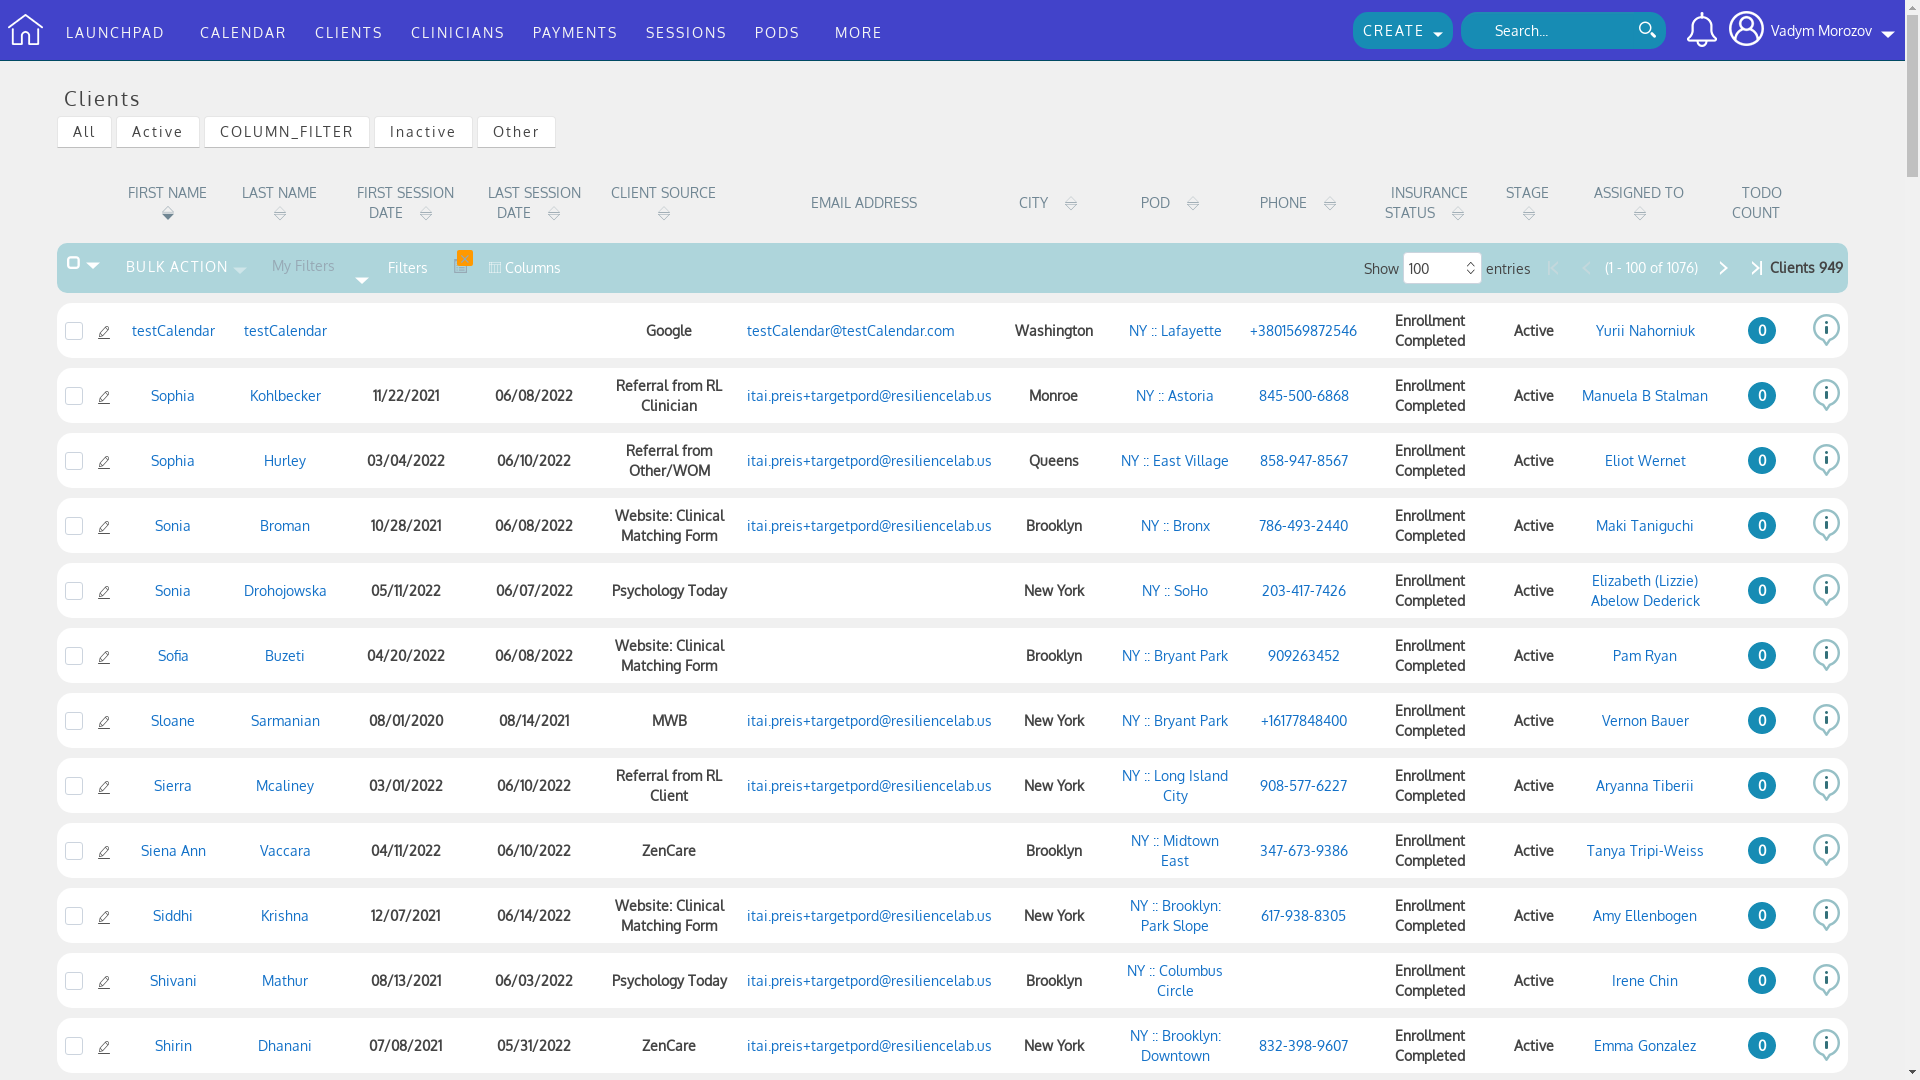 LAUNCHPAD CALENDAR CLIENTS CLINICIANS PAYMENTS SESSIONS PODS MORE CREATE Search... Vadym Morozov
Clients
All Active COLUMN_FILTER Inactive Other
FIRST NAME LAST NAME FIRST SESSION DATE LAST SESSION DATE CLIENT SOURCE EMAIL ADDRESS CITY POD PHONE INSURANCE STATUS STAGE ASSIGNED TO TODO COUNT
BULK ACTION My Filters Filters Columns Show 100 entries (1 - 100 of 1076) Clients 949
testCalendar testCalendar Google testCalendar@testCalendar.com Washington NY :: Lafayette +3801569872546 Enrollment Completed Active Yurii Nahorniuk 0
Sophia Kohlbecker 11/22/2021 06/08/2022 Referral from RL Clinician itai.preis+targetpord@resiliencelab.us Monroe NY :: Astoria 845-500-6868 Enrollment Completed Active Manuela B Stalman 0
Sophia Hurley 03/04/2022 06/10/2022 Referral from Other/WOM itai.preis+targetpord@resiliencelab.us Queens NY :: East Village 858-947-8567 Enrollment Completed Active Eliot Wernet 0
Sonia Broman 10/28/2021 06/08/2022 Website: Clinical Matching Form itai.preis+targetpord@resiliencelab.us Brooklyn NY :: Bronx 786-493-2440 Enrollment Completed Active Maki Taniguchi 0
Sonia Drohojowska 05/11/2022 06/07/2022 Psychology Today New York NY :: SoHo 203-417-7426 Enrollment Completed Active Elizabeth (Lizzie) Abelow Dederick 0
Sofia Buzeti 04/20/2022 06/08/2022 Website: Clinical Matching Form Brooklyn NY :: Bryant Park 909263452 Enrollment Completed Active Pam Ryan 0
Sloane Sarmanian 08/01/2020 08/14/2021 MWB itai.preis+targetpord@resiliencelab.us New York NY :: Bryant Park +16177848400 Enrollment Completed Active Vernon Bauer 0
Sierra Mcaliney 03/01/2022 06/10/2022 Referral from RL Client itai.preis+targetpord@resiliencelab.us New York NY :: Long Island City 908-577-6227 Enrollment Completed Active Aryanna Tiberii 0
Siena Ann Vaccara 04/11/2022 06/10/2022 ZenCare Brooklyn NY :: Midtown East 347-673-9386 Enrollment Completed Active Tanya Tripi-Weiss 0
Siddhi Krishna 12/07/2021 06/14/2022 Website: Clinical Matching Form itai.preis+targetpord@resiliencelab.us New York NY :: Brooklyn: Park Slope 617-938-8305 Enrollment Completed Active Amy Ellenbogen 0
Shivani Mathur 08/13/2021 06/03/2022 Psychology Today itai.preis+targetpord@resiliencelab.us Brooklyn NY :: Columbus Circle Enrollment Completed Active Irene Chin 0
Shirin Dhanani 07/08/2021 05/31/2022 ZenCare itai.preis+targetpord@resiliencelab.us New York NY :: Brooklyn: Downtown 832-398-9607 Enrollment Completed Active Emma Gonzalez 0